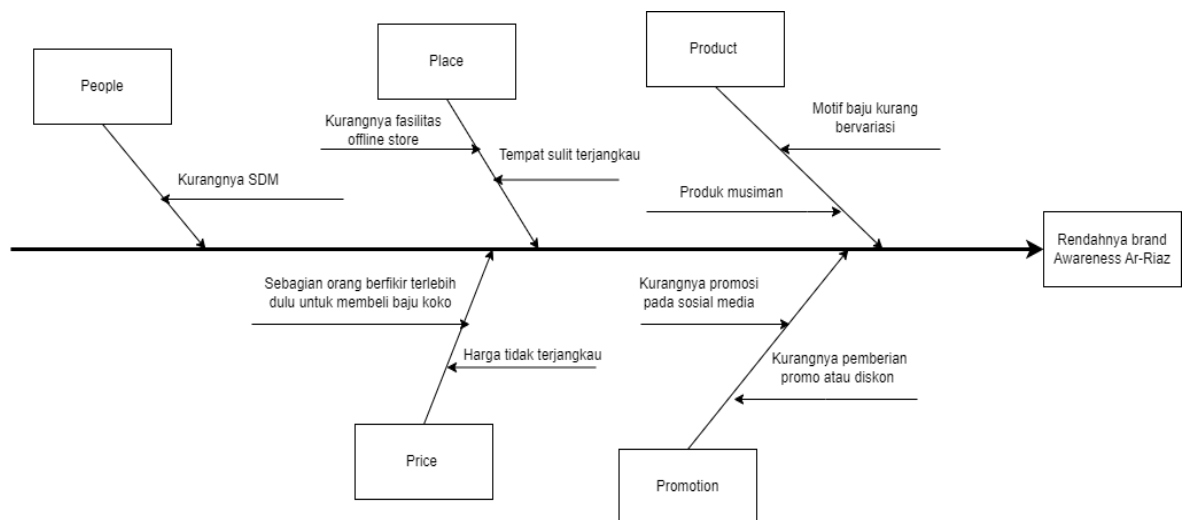 People
Kurangnya SDM
Place
Kurangnya fasilitas
offline store
Tempat sulit terjangkau
Product
Motif baju kurang
bervariasi
Produk musiman
Rendahnya brand
Awareness Ar-Riaz
Sebagian orang berfikir terlebih
dulu untuk membeli baju koko
Harga tidak terjangkau
Price
Kurangnya promosi
pada sosial media
Kurangnya pemberian
promo atau diskon
Promotion